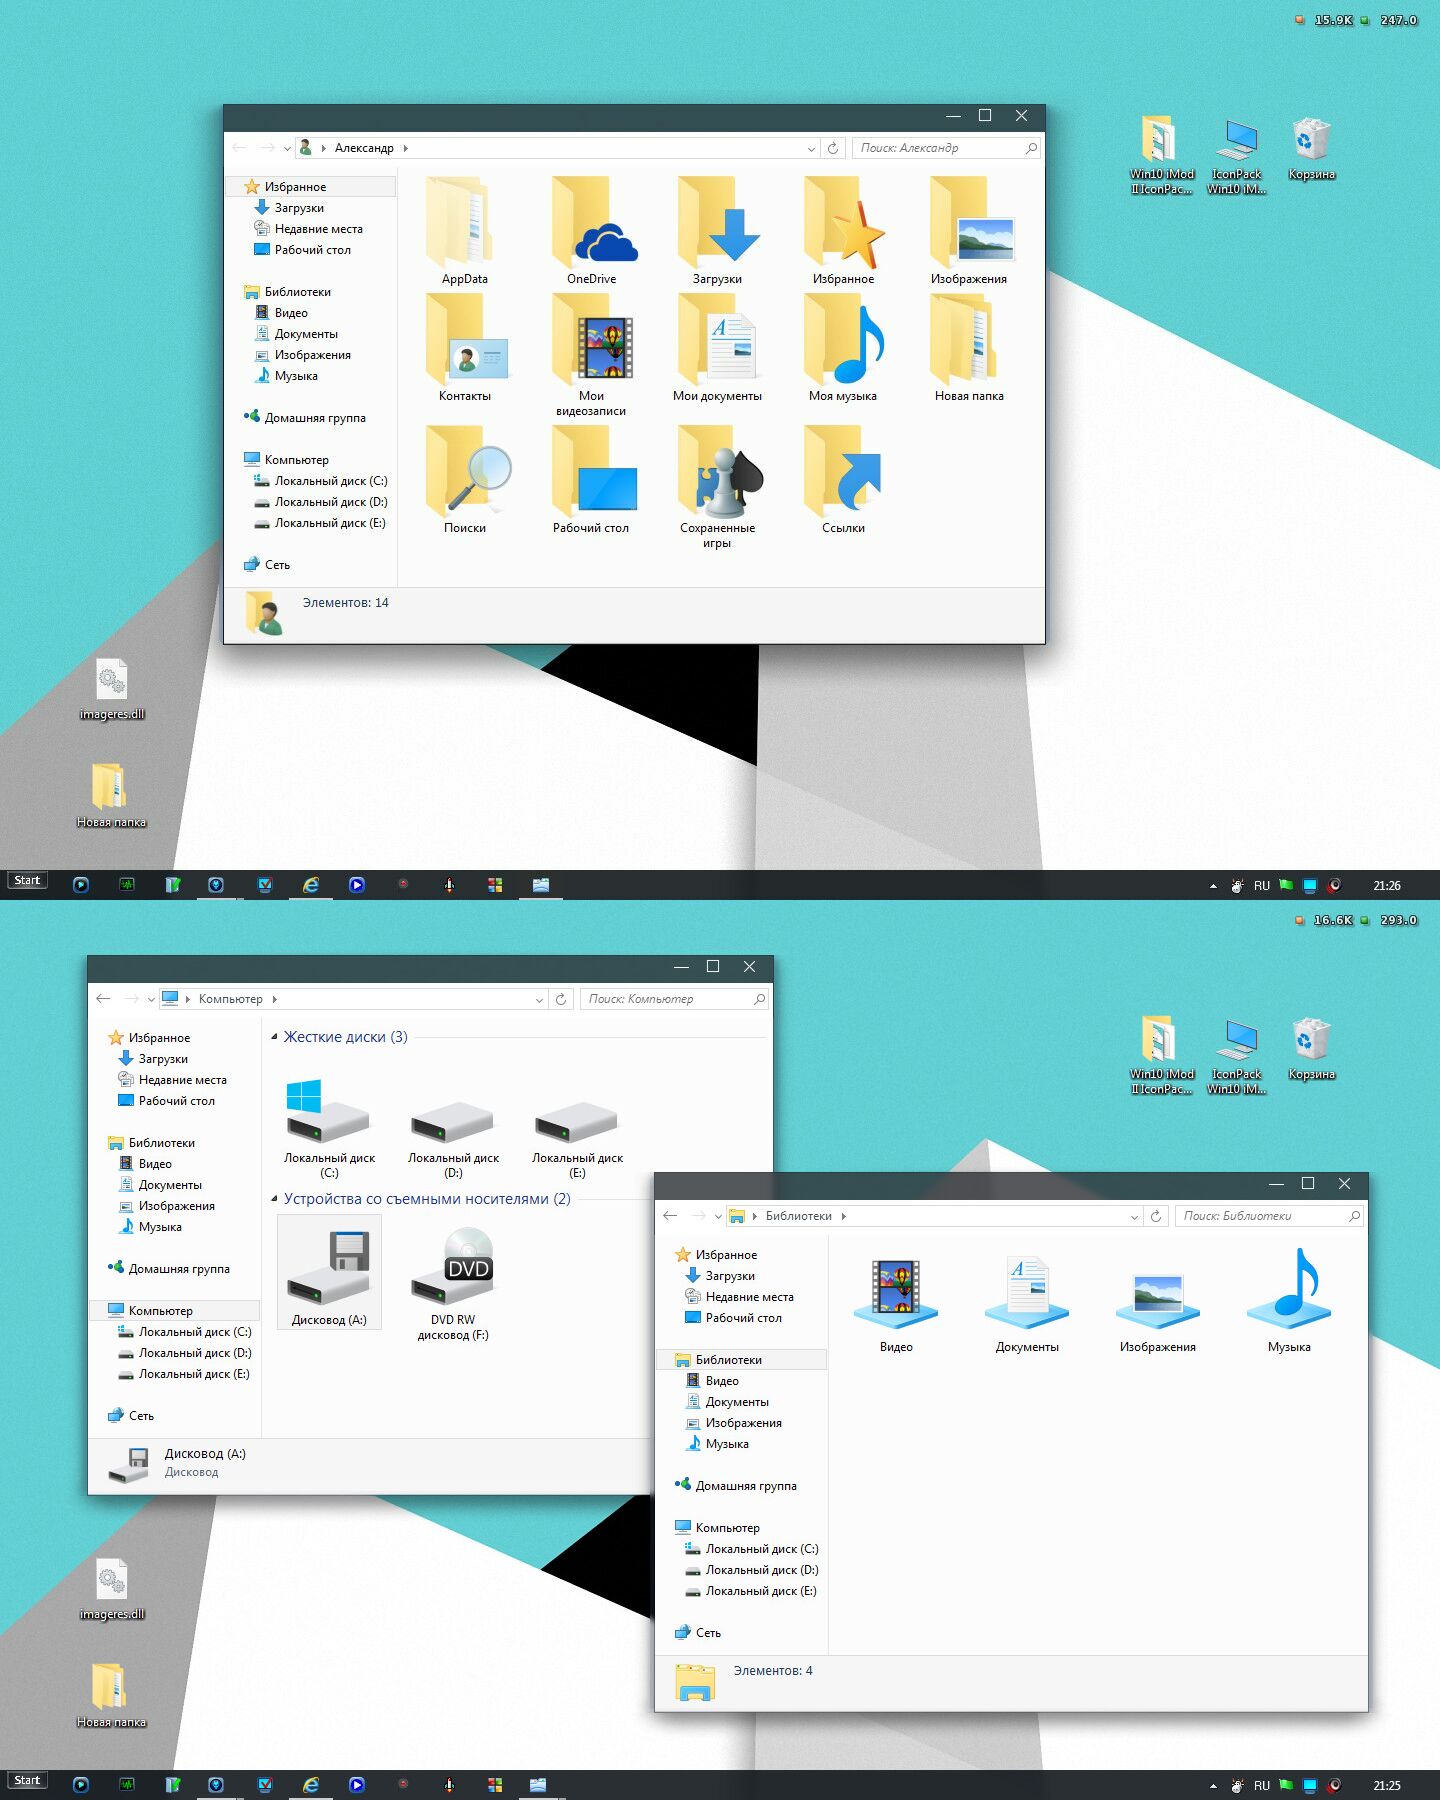 15.9K 247.0
Александр
Поиск: Александр
Избранное
Загрузки
Недавние места
Рабочий стол
Библиотеки
Видео
Документы
Изображения
Музыка
Домашняя группа
Компьютер
Локальный диск (C:)
Локальный диск (D:)
Локальный диск (E:)
Сеть
AppData
OneDrive
Загрузки
Избранное
Изображения
Контакты
Мои
видеозаписи
Мои документы
Моя музыка
Новая папка
Поиски
Рабочий стол
Сохраненные
игры
Ссылки
Элементов: 14
Win10 iMod
II IconPac...
IconPack
Win10 iM...
Корзина
imageres.dll
Новая папка
Start
RU
21:26
16.6K 293.0
Компьютер
Поиск: Компьютер
Избранное
Загрузки
Недавние места
Рабочий стол
Библиотеки
Видео
Документы
Изображения
Музыка
Домашняя группа
Компьютер
Локальный диск (C:)
Локальный диск (D:)
Локальный диск (E:)
Сеть
Жесткие диски (3)
Локальный диск
(C:)
Локальный диск
(D:)
Локальный диск
(E:)
Устройства со съемными носителями (2)
Дисковод (A:)
DVD
DVD RW
дисковод (F:)
Дисковод (A:)
Дисковод
Win10 iMod
II IconPac...
IconPack
Win10 iM...
Корзина
Библиотеки
Поиск: Библиотеки
Избранное
Загрузки
Недавние места
Рабочий стол
Библиотеки
Видео
Документы
Изображения
Музыка
Домашняя группа
Компьютер
Локальный диск (C:)
Локальный диск (D:)
Локальный диск (E:)
Сеть
Видео
Документы
Изображения
Музыка
Элементов: 4
imageres.dll
Новая папка
Start
RU
21:25